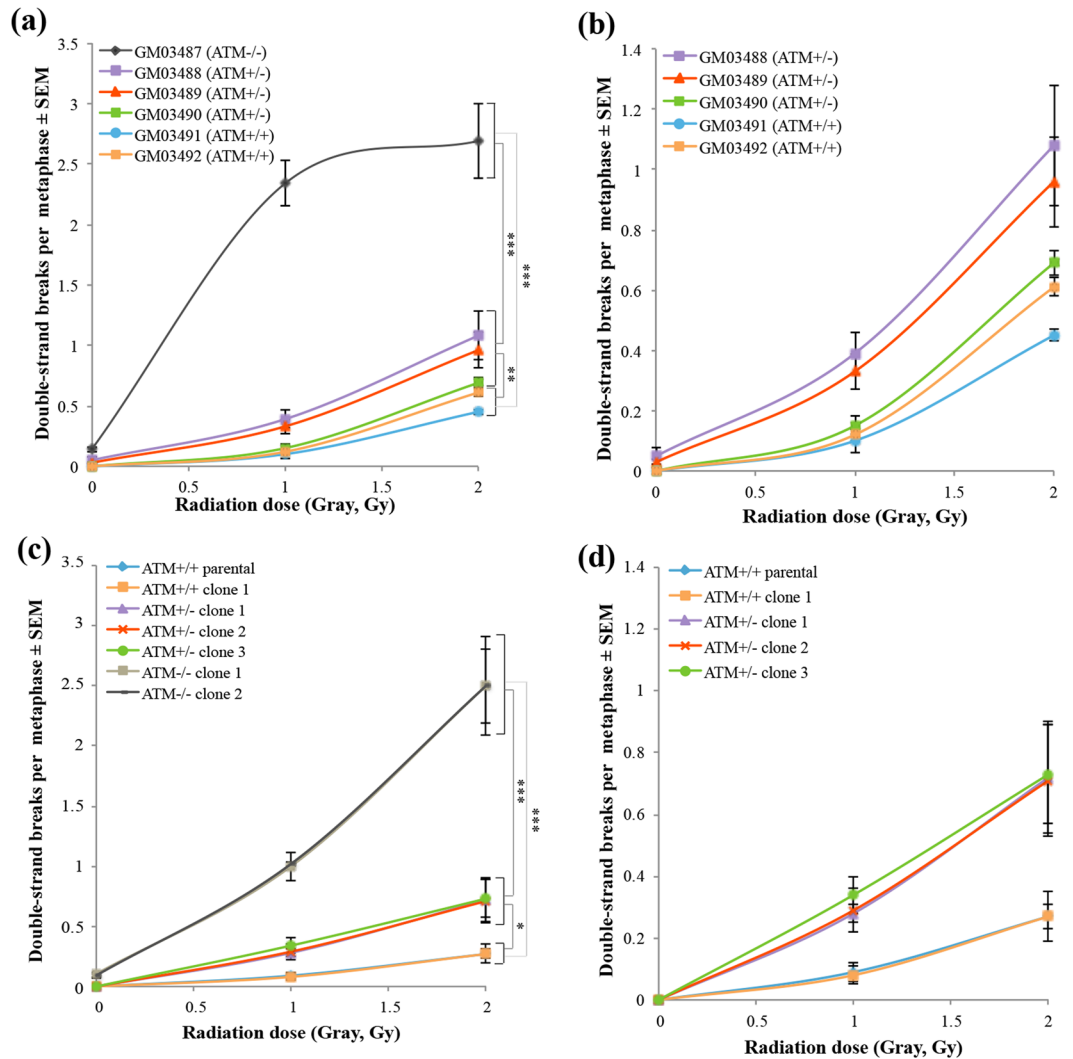 (a)
Double-strand breaks per metaphase ± SEM
3.5
3
2.5
2
1.5
1
0.5
0
GM03487 (ATM-/-)
GM03488 (ATM+/-)
GM03489 (ATM+/-)
GM03490 (ATM+/-)
GM03491 (ATM+/+)
GM03492 (ATM+/+)
***
***
**
0
0.5
1
1.5
2
Radiation dose (Gray, Gy)
(b)
Double-strand breaks per metaphase ± SEM
1.4
1.2
1
0.8
0.6
0.4
0.2
0
GM03488 (ATM+/-)
GM03489 (ATM+/-)
GM03490 (ATM+/-)
GM03491 (ATM+/+)
GM03492 (ATM+/+)
0
0.5
1
1.5
2
Radiation dose (Gray, Gy)
(c)
Double-strand breaks per metaphase ± SEM
3.5
3
2.5
2
1.5
1
0.5
0
ATM+/+ parental
ATM+/+ clone 1
ATM+/- clone 1
ATM+/- clone 2
ATM+/- clone 3
ATM-/- clone 1
ATM-/- clone 2
***
***
*
0
0.5
1
1.5
2
Radiation dose (Gray, Gy)
(d)
Double-strand breaks per metaphase ± SEM
1.4
1.2
1
0.8
0.6
0.4
0.2
0
ATM+/+ parental
ATM+/+ clone 1
ATM+/- clone 1
ATM+/- clone 2
ATM+/- clone 3
0
0.5
1
1.5
2
Radiation dose (Gray, Gy)